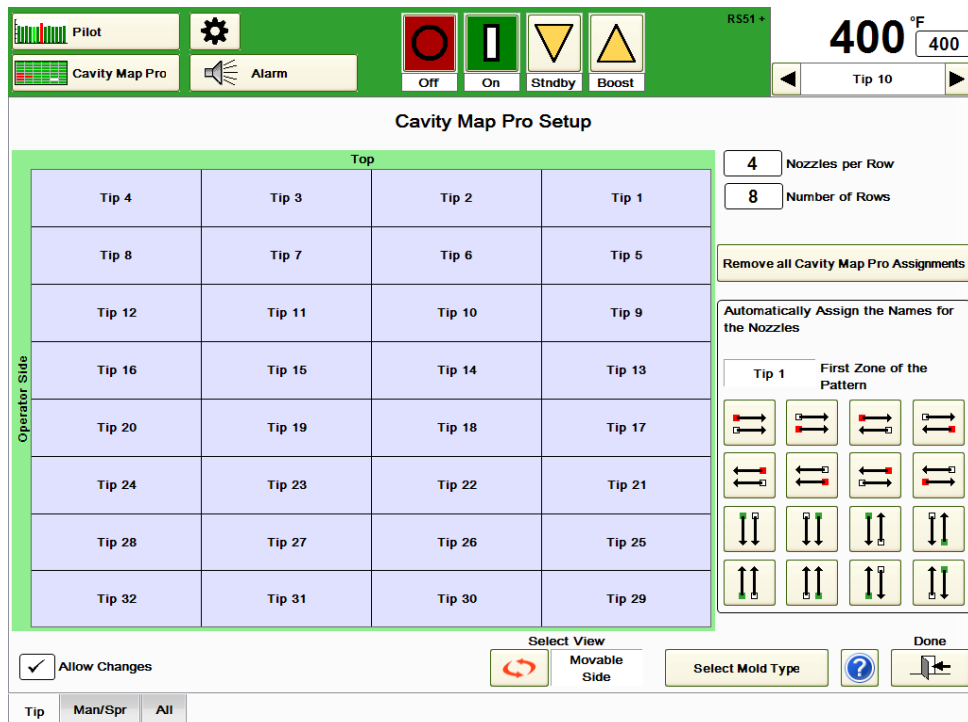 Pilot
RS51 +
400 °F
400
Cavity Map Pro
Alarm
Off
On
Stndby
Boost
Tip 10
Cavity Map Pro Setup
Top
Operator Side
Tip 4 Tip 3 Tip 2 Tip 1
Tip 8 Tip 7 Tip 6 Tip 5
Tip 12 Tip 11 Tip 10 Tip 9
Tip 16 Tip 15 Tip 14 Tip 13
Tip 20 Tip 19 Tip 18 Tip 17
Tip 24 Tip 23 Tip 22 Tip 21
Tip 28 Tip 27 Tip 26 Tip 25
Tip 32 Tip 31 Tip 30 Tip 29
4 Nozzles per Row
8 Number of Rows
Remove all Cavity Map Pro Assignments
Automatically Assign the Names for
the Nozzles
Tip 1
First Zone of the
Pattern
Allow Changes
Select View
Movable
Side
Select Mold Type
?
Done
Tip
Man/Spr
All